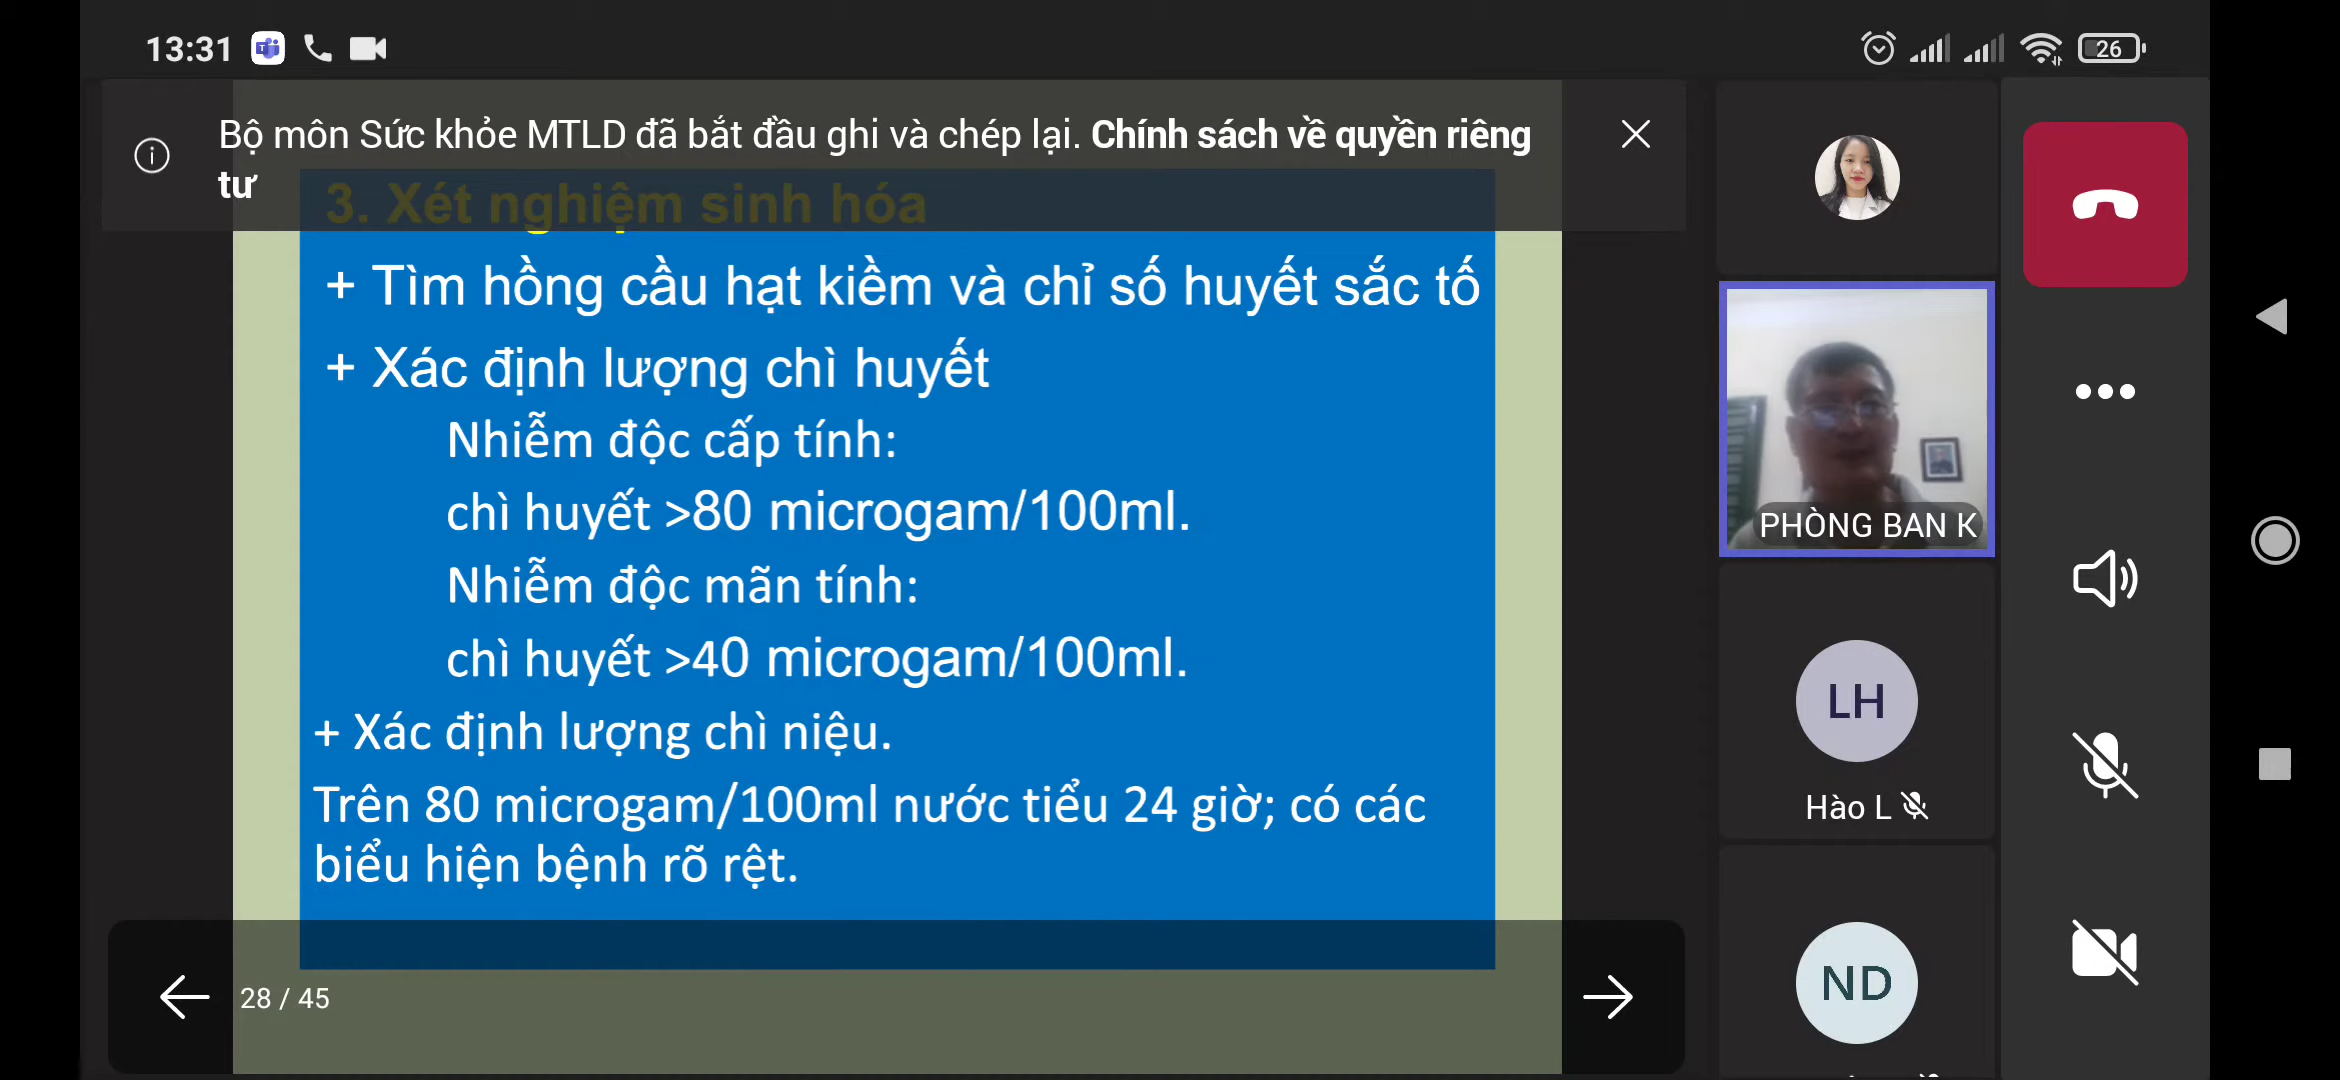 13:31
26
Bộ môn Sức khỏe MTLD đã bắt đầu ghi và chép lại. Chính sách về quyền riêng
tư
3. Xét nghiệm sinh hóa
+ Tìm hồng cầu hạt kiềm và chỉ số huyết sắc tố
+ Xác định lượng chì huyết
Nhiễm độc cấp tính:
chì huyết >80 microgam/100ml.
Nhiễm độc mãn tính:
chì huyết >40 microgam/100ml.
+ Xác định lượng chì niệu.
Trên 80 microgam/100ml nước tiểu 24 giờ; có các
biểu hiện bệnh rõ rệt.
28 / 45
PHÒNG BAN K
LH
Hào L
ND